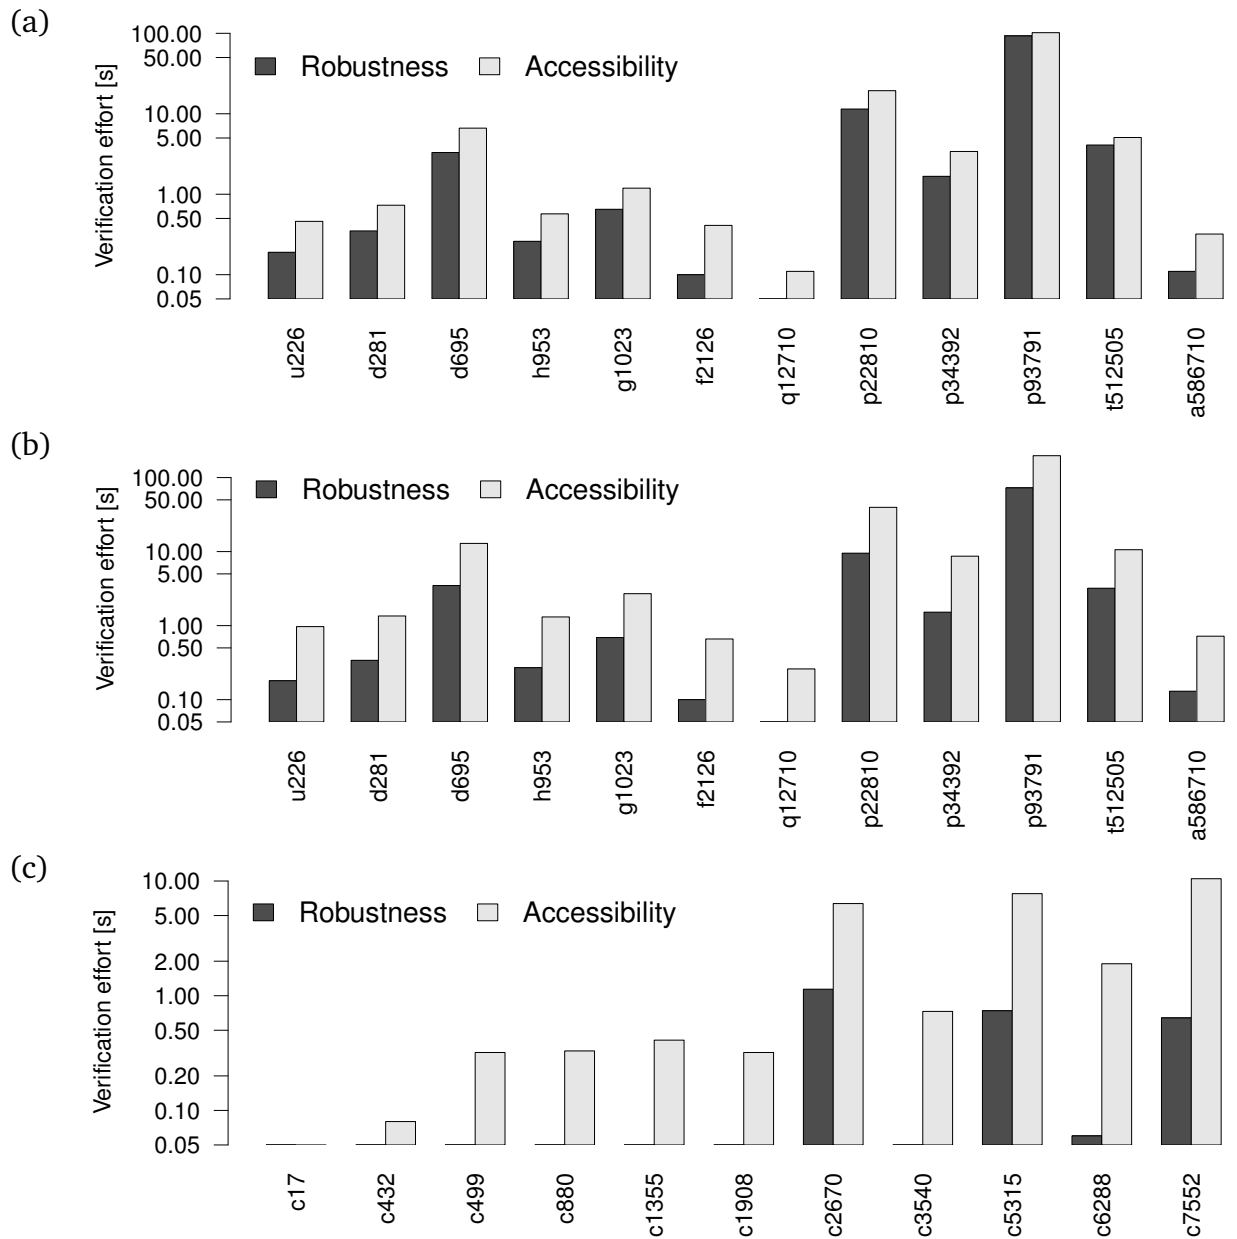 (a)
Verification effort [s]
100.00
50.00
10.00
5.00
1.00
0.50
0.10
0.05
Robustness Accessibility
u226 d281 d695 h953 g1023 f2126 q12710 p22810 p34392 p93791 t512505 a586710
(b)
Verification effort [s]
100.00
50.00
10.00
5.00
1.00
0.50
0.10
0.05
Robustness Accessibility
u226 d281 d695 h953 g1023 f2126 q12710 p22810 p34392 p93791 t512505 a586710
(c)
Verification effort [s]
10.00
5.00
2.00
1.00
0.50
0.20
0.10
0.05
Robustness Accessibility
c17 c432 c499 c880 c1355 c1908 c2670 c3540 c5315 c6288 c7552